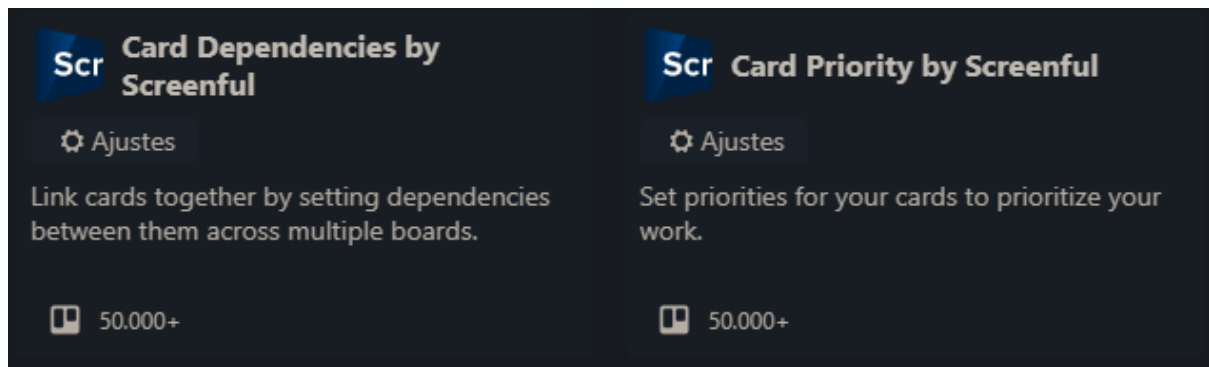 Scr
Card Dependencies by
Screenful
Ajustes
Link cards together by setting dependencies
between them across multiple boards.
50.000+
Scr
Card Priority by Screenful
Ajustes
Set priorities for your cards to prioritize your
work.
50.000+